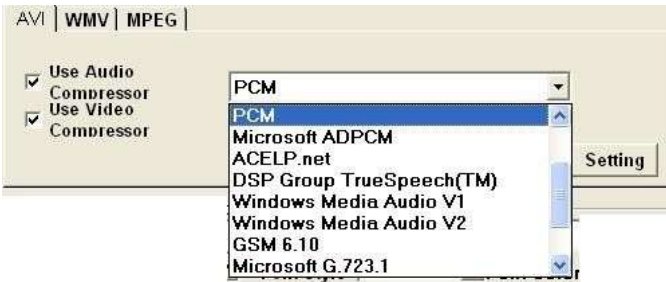 AVI WMV MPEG
Use Audio
Compressor
PCM
Use Video
Compressor
PCM
Microsoft ADPCM
ACELP.net
DSP Group TrueSpeech(TM)
Setting
Windows Media Audio V1
Windows Media Audio V2
GSM 6.10
Microsoft G.723.1